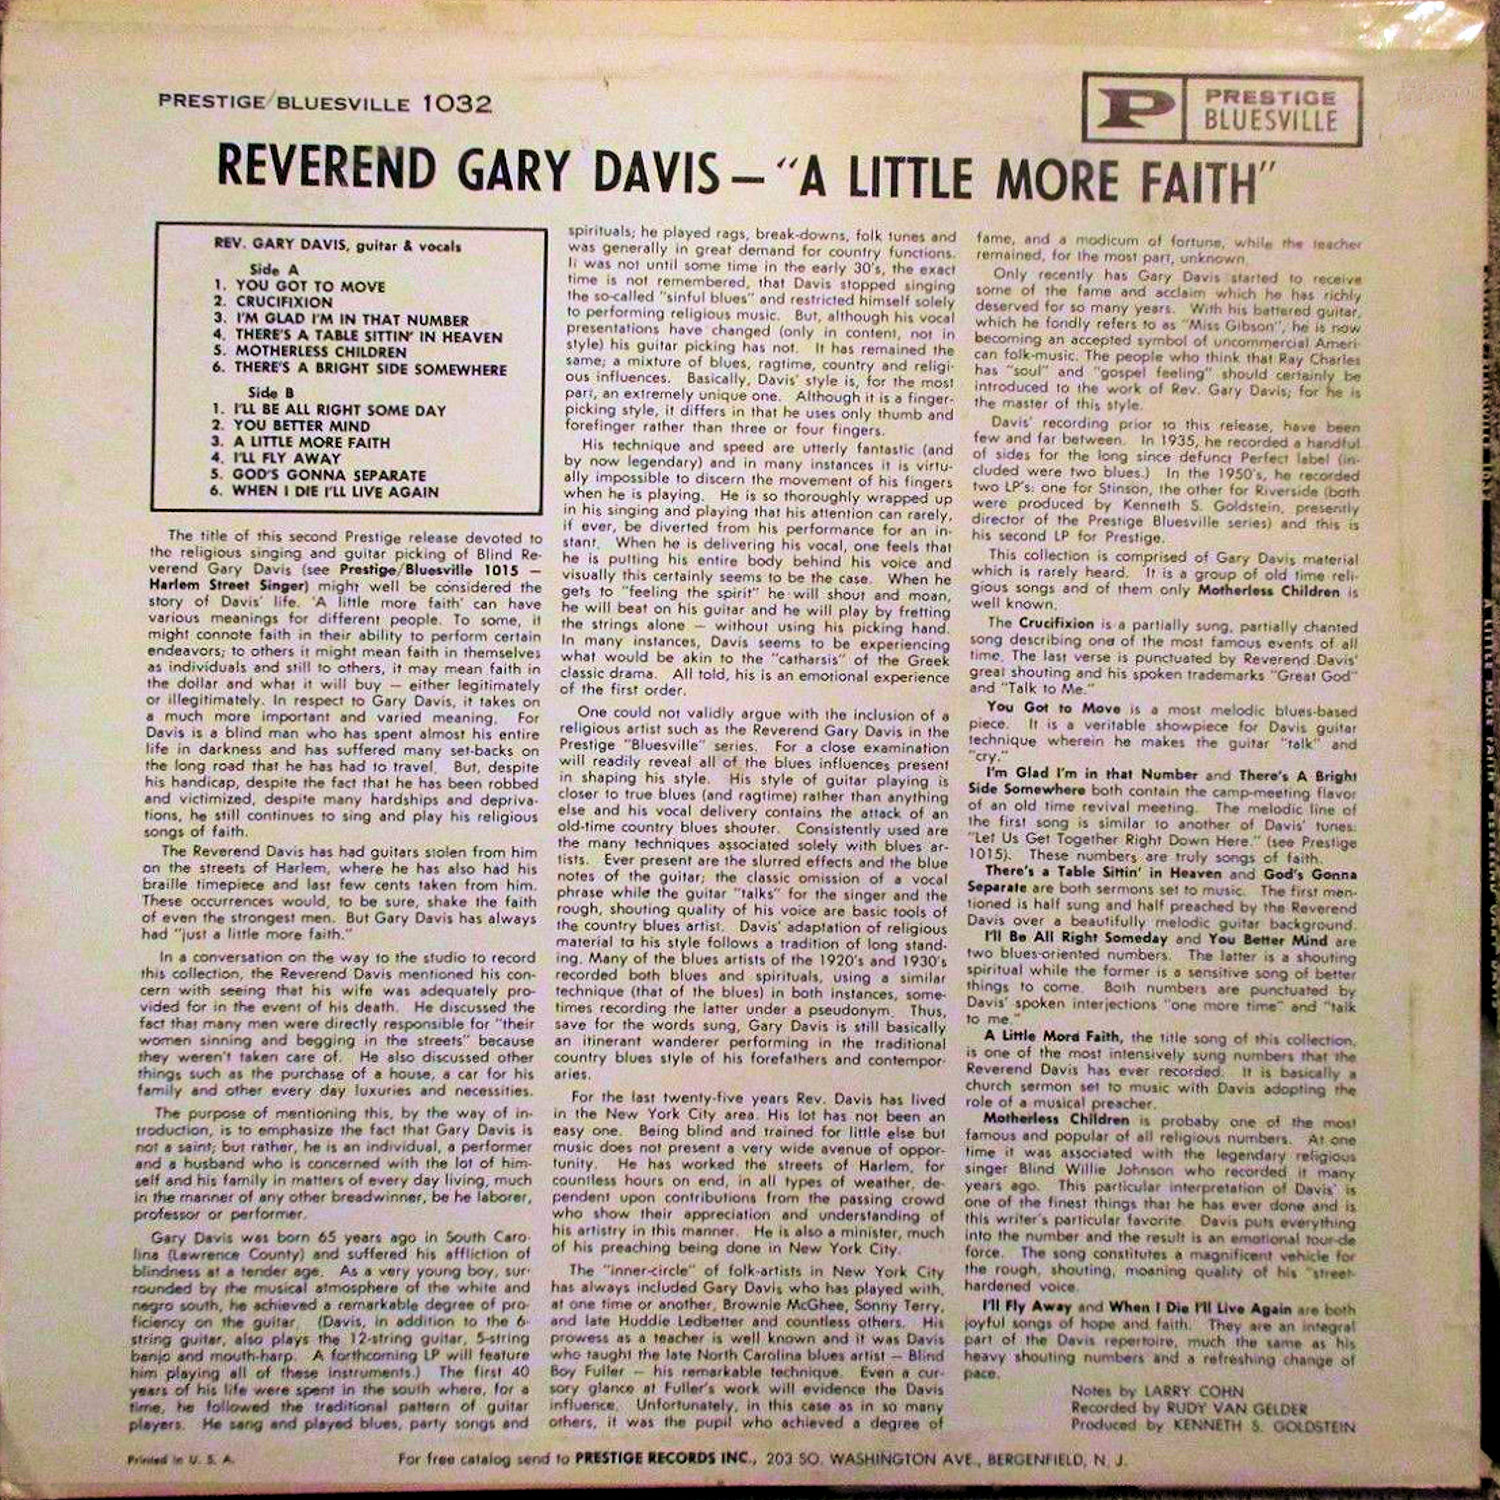 PRESTIGE/BLUESVILLE 1032
P
PRESTIGE
BLUESVILLE
REVEREND GARY DAVIS — "A LITTLE MORE FAITH"
REV. GARY DAVIS, guitar & vocals
Side A
1. YOU GOT TO MOVE
2. CRUCIFIXION
3. I'M GLAD I'M IN THAT NUMBER
4. THERE'S A TABLE SITTIN' IN HEAVEN
5. MOTHERLESS CHILDREN
6. THERE'S A BRIGHT SIDE SOMEWHERE
Side B
1. I'LL BE ALL RIGHT SOME DAY
2. YOU BETTER MIND
3. A LITTLE MORE FAITH
4. I'LL FLY AWAY
5. GOD'S GONNA SEPARATE
6. WHEN I DIE I'LL LIVE AGAIN
The title of this second Prestige release devoted to
the religious singing and guitar picking of Blind Re-
verend Gary Davis (see Prestige/Bluesville 1015 —
Harlem Street Singer) might well be considered the
story of Davis' life. 'A little more faith' can have
various meanings for different people. To some, it
might connote faith in their ability to perform certain
endeavors; to others it might mean faith in themselves
as individuals and still to others, it may mean faith in
the dollar and what it will buy — either legitimately
or illegitimately. In respect to Gary Davis, it takes on
a much more important and varied meaning. For
Davis is a blind man who has spent almost his entire
life in darkness and has suffered many set-backs on
the long road that he has had to travel. But, despite
his handicap, despite the fact that he has been robbed
and victimized, despite many hardships and depriva-
tions, he still continues to sing and play his religious
songs of faith.
The Reverend Davis has had guitars stolen from him
on the streets of Harlem, where he has also had his
braille timepiece and last few cents taken from him.
These occurrences would, to be sure, shake the faith
of even the strongest men. But Gary Davis has always
had "just a little more faith."
In a conversation on the way to the studio to record
this collection, the Reverend Davis mentioned his con-
cern with seeing that his wife was adequately pro-
vided for in the event of his death. He discussed the
fact that many men were directly responsible for "their
women sinning and begging in the streets" because
they weren't taken care of. He also discussed other
things such as the purchase of a house, a car for his
family and other every day luxuries and necessities.
The purpose of mentioning this, by the way of in-
troduction, is to emphasize the fact that Gary Davis is
not a saint; but rather, he is an individual, a performer
and a husband who is concerned with the lot of him-
self and his family in matters of every day living, much
in the manner of any other breadwinner, be he laborer,
professor or performer.
Gary Davis was born 65 years ago in South Caro-
lina (Lawrence County) and suffered his affliction of
blindness at a tender age. As a very young boy, sur-
rounded by the musical atmosphere of the white and
negro south, he achieved a remarkable degree of pro-
ficiency on the guitar. (Davis, in addition to the 6-
string guitar, also plays the 12-string guitar, 5-string
banjo and mouth-harp. A forthcoming LP will feature
him playing all of these instruments.) The first 40
years of his life were spent in the south where, for a
time, he followed the traditional pattern of guitar
players. He sang and played blues, party songs and
spirituals; he played rags, break-downs, folk tunes and
was generally in great demand for country functions.
It was not until some time in the early 30's, the exact
time is not remembered, that Davis stopped singing
the so-called "sinful blues" and restricted himself solely
to performing religious music. But, although his vocal
presentations have changed (only in content, not in
style) his guitar picking has not. It has remained the
same; a mixture of blues, ragtime, country and religi-
ous influences. Basically, Davis' style is, for the most
part, an extremely unique one. Although it is a finger-
picking style, it differs in that he uses only thumb and
forefinger rather than three or four fingers.
His technique and speed are utterly fantastic (and
by now legendary) and in many instances it is virtu-
ally impossible to discern the movement of his fingers
when he is playing. He is so thoroughly wrapped up
in his singing and playing that his attention can rarely,
if ever, be diverted from his performance for an in-
stant. When he is delivering his vocal, one feels that
he is putting his entire body behind his voice and
visually this certainly seems to be the case. When he
gets to "feeling the spirit" he will shout and moan,
he will beat on his guitar and he will play by fretting
the strings alone — without using his picking hand.
In many instances, Davis seems to be experiencing
what would be akin to the "catharsis" of the Greek
classic drama. All told, his is an emotional experience
of the first order.
One could not validly argue with the inclusion of a
religious artist such as the Reverend Gary Davis in the
Prestige "Bluesville" series. For a close examination
will readily reveal all of the blues influences present
in shaping his style. His style of guitar playing is
closer to true blues (and ragtime) rather than anything
else and his vocal delivery contains the attack of an
old-time country blues shouter. Consistently used are
the many techniques associated solely with blues ar-
tists. Ever present are the slurred effects and the blue
notes of the guitar; the classic omission of a vocal
phrase while the guitar "talks" for the singer and the
rough, shouting quality of his voice are basic tools of
the country blues artist. Davis' adaptation of religious
material to his style follows a tradition of long stand-
ing. Many of the blues artists of the 1920's and 1930's
recorded both blues and spirituals, using a similar
technique (that of the blues) in both instances, some-
times recording the latter under a pseudonym. Thus,
save for the words sung, Gary Davis is still basically
an itinerant wanderer performing in the traditional
country blues style of his forefathers and contempor-
aries.
For the last twenty-five years Rev. Davis has lived
in the New York City area. His lot has not been an
easy one. Being blind and trained for little else but
music does not present a very wide avenue of oppor-
tunity. He has worked the streets of Harlem, for
countless hours on end, in all types of weather, de-
pendent upon contributions from the passing crowd
who show their appreciation and understanding of
his artistry in this manner. He is also a minister, much
of his preaching being done in New York City.
The "inner-circle" of folk-artists in New York City
has always included Gary Davis who has played with,
at one time or another, Brownie McGhee, Sonny Terry,
and late Huddie Ledbetter and countless others. His
prowess as a teacher is well known and it was Davis
who taught the late North Carolina blues artist — Blind
Boy Fuller — his remarkable technique. Even a cur-
sory glance at Fuller's work will evidence the Davis
influence. Unfortunately, in this case as in so many
others, it was the pupil who achieved a degree of
fame, and a modicum of fortune, while the teacher
remained, for the most part, unknown.
Only recently has Gary Davis started to receive
some of the fame and acclaim which he has richly
deserved for so many years. With his battered guitar,
which he fondly refers to as "Miss Gibson", he is now
becoming an accepted symbol of uncommercial Ameri-
can folk-music. The people who think that Ray Charles
has "soul" and "gospel feeling" should certainly be
introduced to the work of Rev. Gary Davis; for he is
the master of this style.
Davis' recording prior to this release, have been
few and far between. In 1935, he recorded a handful
of sides for the long since defunct Perfect label (in-
cluded were two blues.) In the 1950's, he recorded
two LP's: one for Stinson, the other for Riverside (both
were produced by Kenneth S. Goldstein, presently
director of the Prestige Bluesville series) and this is
his second LP for Prestige.
This collection is comprised of Gary Davis material
which is rarely heard. It is a group of old time reli-
gious songs and of them only Motherless Children is
well known.
The Crucifixion is a partially sung, partially chanted
song describing one of the most famous events of all
time. The last verse is punctuated by Reverend Davis'
great shouting and his spoken trademarks "Great God"
and "Talk to Me."
You Got to Move is a most melodic blues-based
piece. It is a veritable showpiece for Davis guitar
technique wherein he makes the guitar "talk" and
"cry."
I'm Glad I'm in that Number and There's A Bright
Side Somewhere both contain the camp-meeting flavor
of an old time revival meeting. The melodic line of
the first song is similar to another of Davis' tunes:
"Let Us Get Together Right Down Here." (see Prestige
1015). These numbers are truly songs of faith.
There's a Table Sittin' in Heaven and God's Gonna
Separate are both sermons set to music. The first men-
tioned is half sung and half preached by the Reverend
Davis over a beautifully melodic guitar background.
I'll Be All Right Someday and You Better Mind are
two blues-oriented numbers. The latter is a shouting
spiritual while the former is a sensitive song of better
things to come. Both numbers are punctuated by
Davis' spoken interjections "one more time" and "talk
to me."
A Little Mord Faith, the title song of this collection,
is one of the most intensively sung numbers that the
Reverend Davis has ever recorded. It is basically a
church sermon set to music with Davis adopting the
role of a musical preacher.
Motherless Children is probaby one of the most
famous and popular of all religious numbers. At one
time it was associated with the legendary religious
singer Blind Willie Johnson who recorded it many
years ago. This particular interpretation of Davis' is
one of the finest things that he has ever done and is
this writer's particular favorite. Davis puts everything
into the number and the result is an emotional tour-de
force. The song constitutes a magnificent vehicle for
the rough, shouting, moaning quality of his "street-
hardened voice.
I'll Fly Away and When I Die I'll Live Again are both
joyful songs of hope and faith. They are an integral
part of the Davis repertoire, much the same as his
heavy shouting numbers and a refreshing change of
pace.
Notes by LARRY COHN
Recorded by RUDY VAN GELDER
Produced by KENNETH S. GOLDSTEIN
Printed in U. S. A.
For free catalog send to PRESTIGE RECORDS INC., 203 SO. WASHINGTON AVE., BERGENFIELD, N. J.